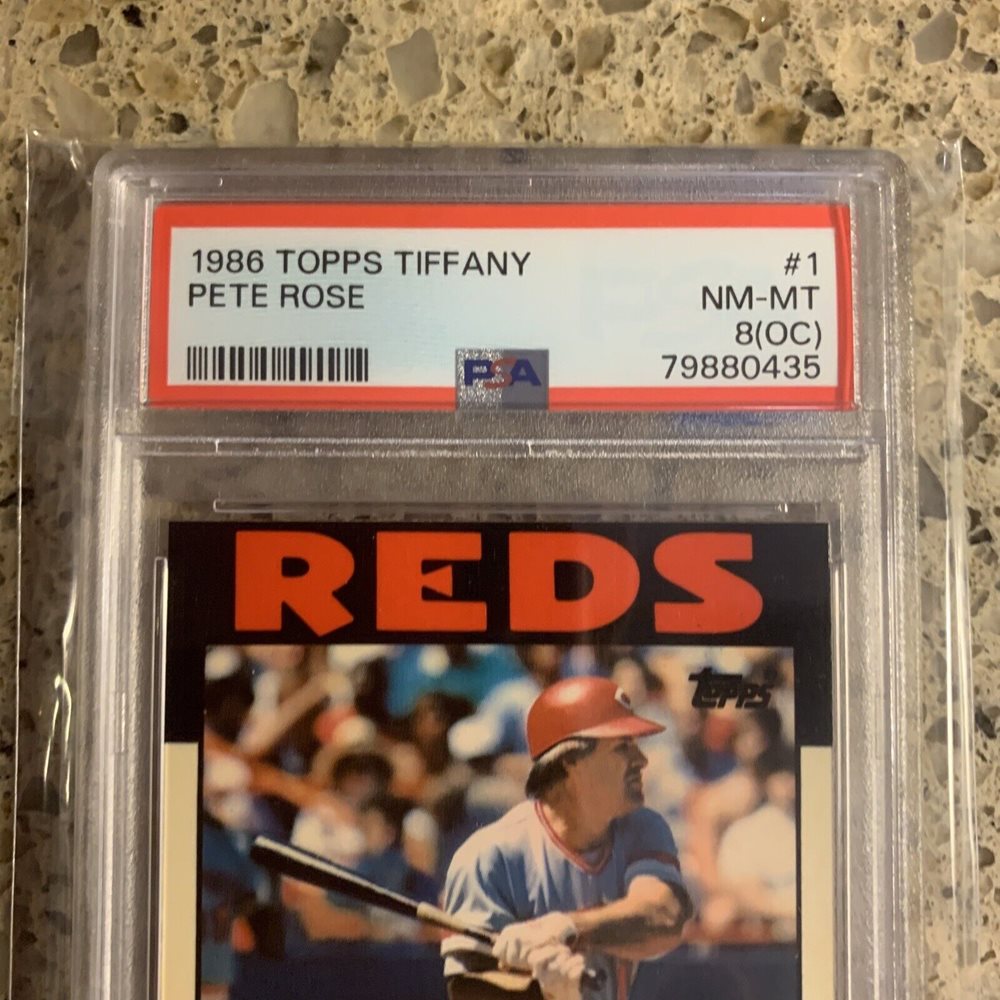 1986 TOPPS TIFFANY #1
PETE ROSE NM-MT
8(OC)
PSA 79880435
REDS
Topps